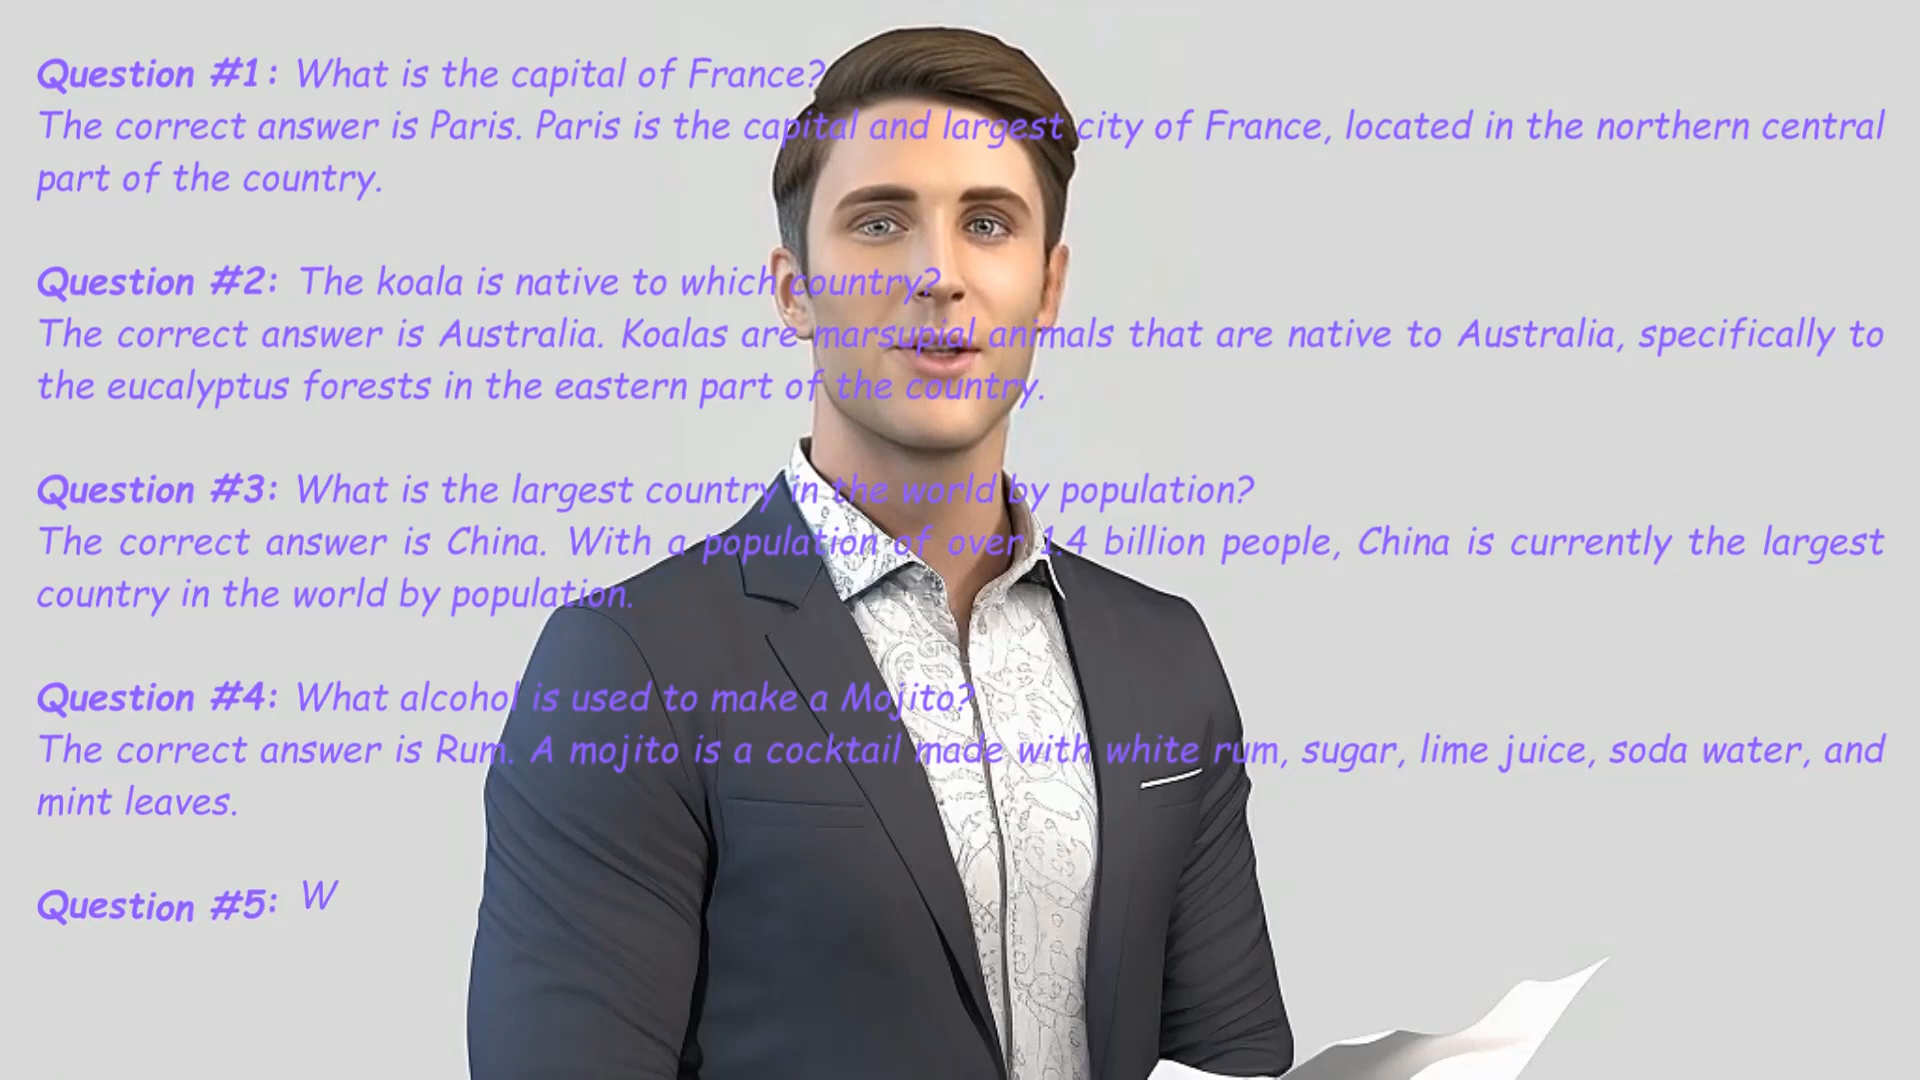 Question #1: What is the capital of France?
The correct answer is Paris. Paris is the capital and largest city of France, located in the northern central
part of the country.
Question #2: The koala is native to which country?
The correct answer is Australia. Koalas are marsupial animals that are native to Australia, specifically to
the eucalyptus forests in the eastern part of the country.
Question #3: What is the largest country in the world by population?
The correct answer is China. With a population of over 1.4 billion people, China is currently the largest
country in the world by population.
Question #4: What alcohol is used to make a Mojito?
The correct answer is Rum. A mojito is a cocktail made with white rum, sugar, lime juice, soda water, and
mint leaves.
Question #5: W